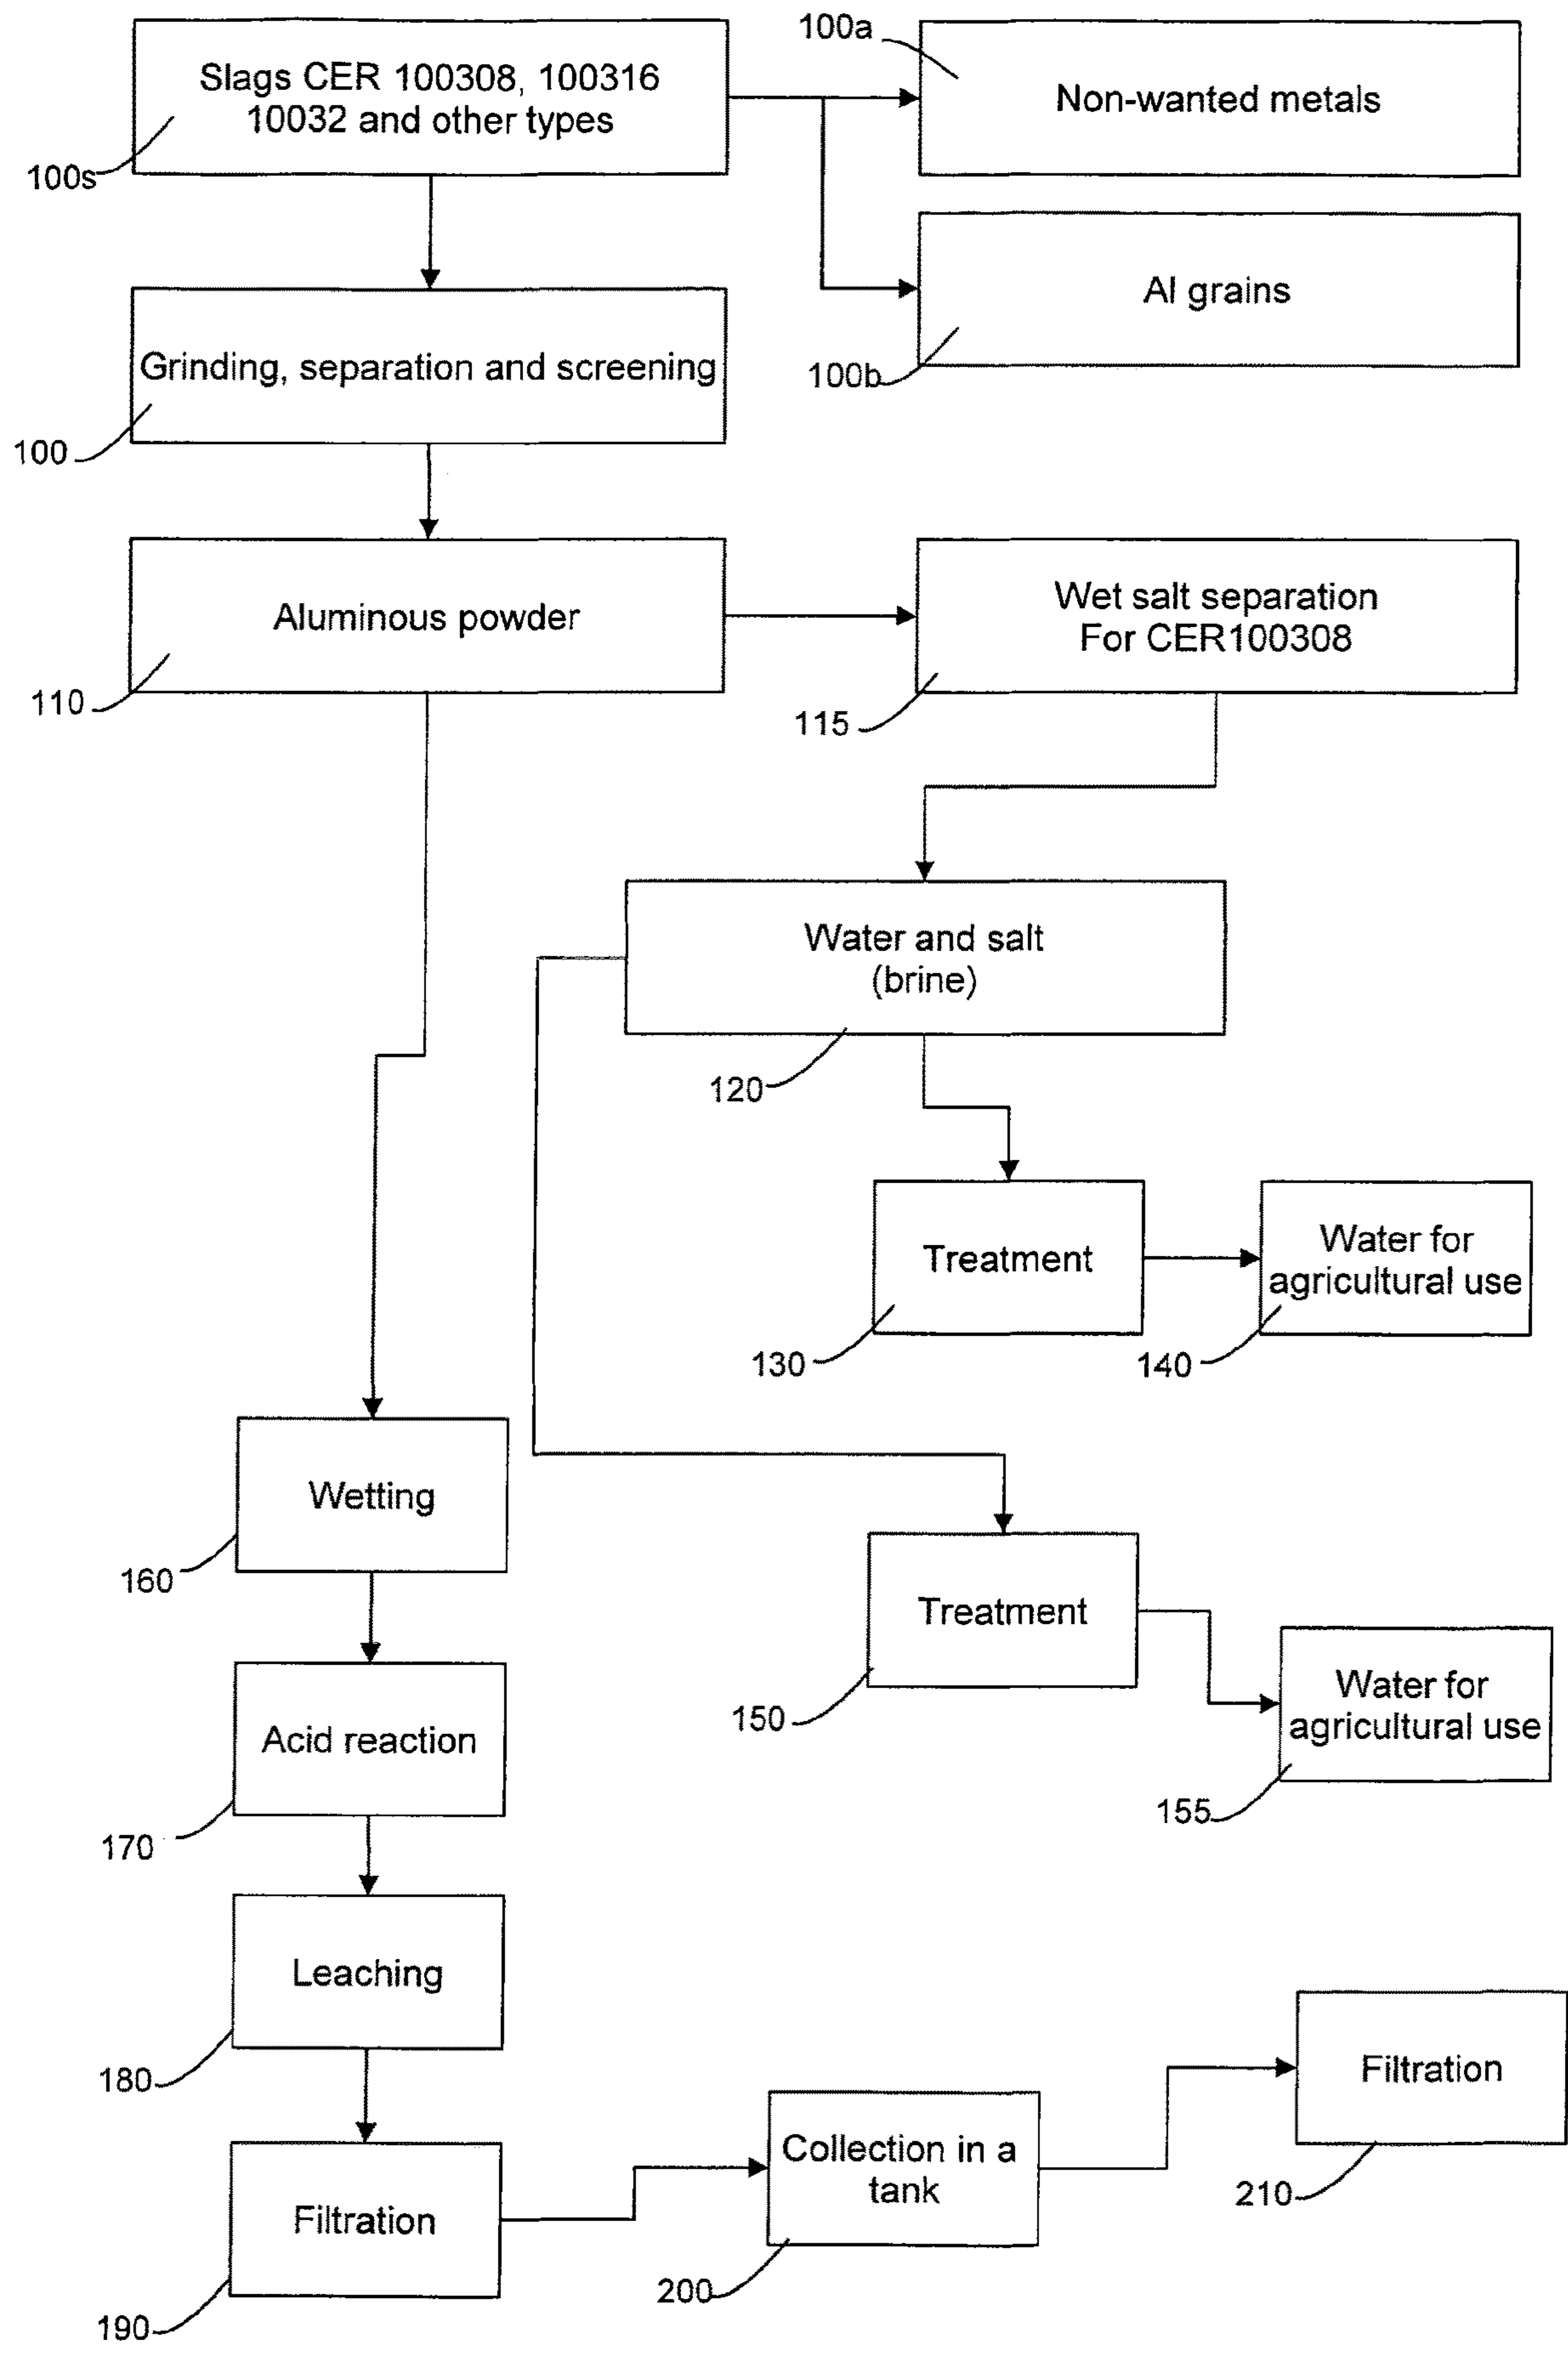 100a
Slags CER 100308, 100316
10032 and other types
Non-wanted metals
100s
Al grains
100b
Grinding, separation and screening
100
Aluminous powder
Wet salt separation
For CER100308
110
115
Water and salt
(brine)
120
Treatment
Water for
agricultural use
130
140
Wetting
160
Treatment
150
Water for
agricultural use
155
Acid reaction
170
Leaching
180
Filtration
210
Collection in a
tank
200
Filtration
190